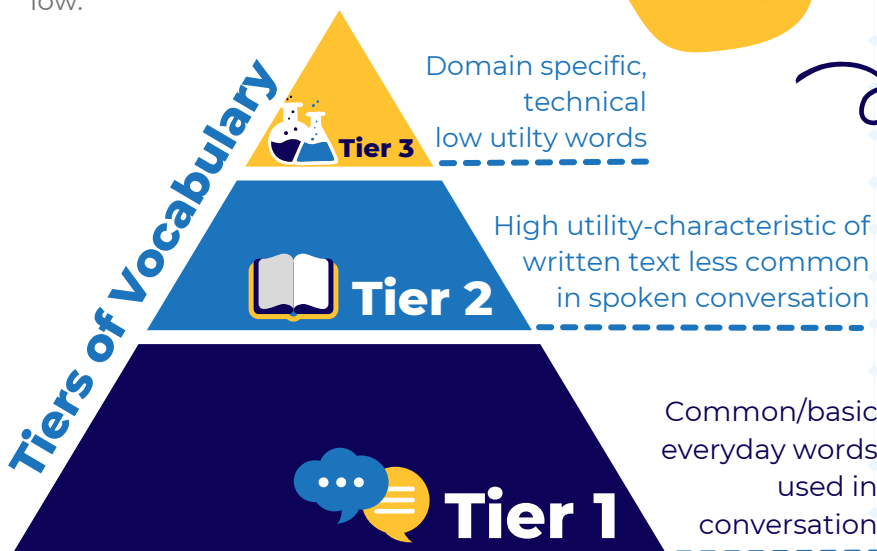 low.
Tiers of Vocabulary
Domain specific,
technical
low utilty words
Tier 3
High utility-characteristic of
written text less common
in spoken conversation
Tier 2
Common/basic
everyday words
used in
conversation
Tier 1